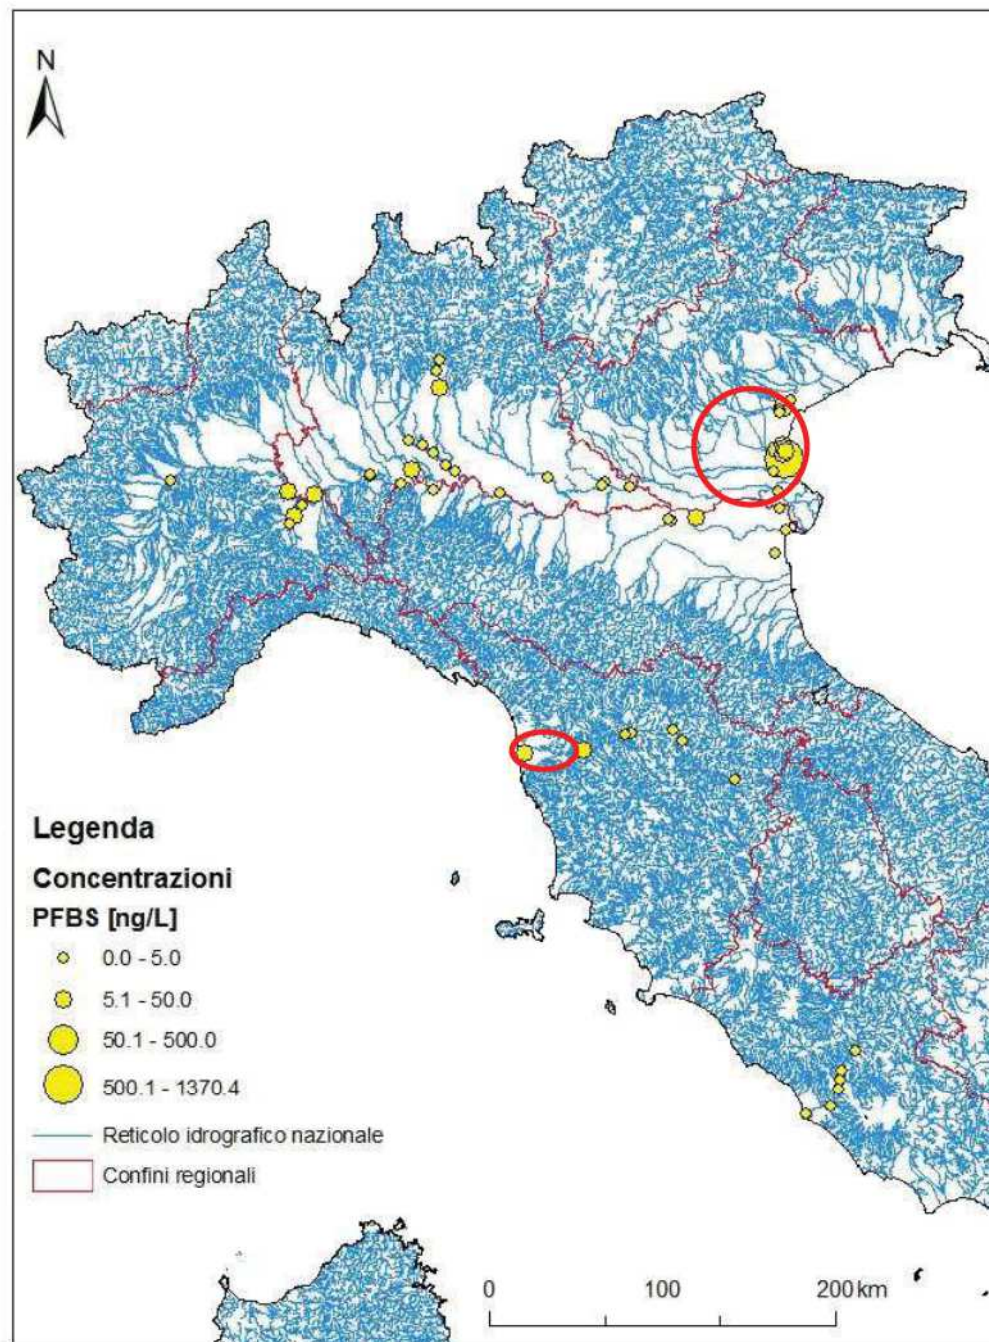 N
Legenda
Concentrazioni
PFBS [ng/L]
0.0 - 5.0
5.1 - 50.0
50.1 - 500.0
500.1 - 1370.4
Reticolo idrografico nazionale
Confini regionali
0 100 200 km